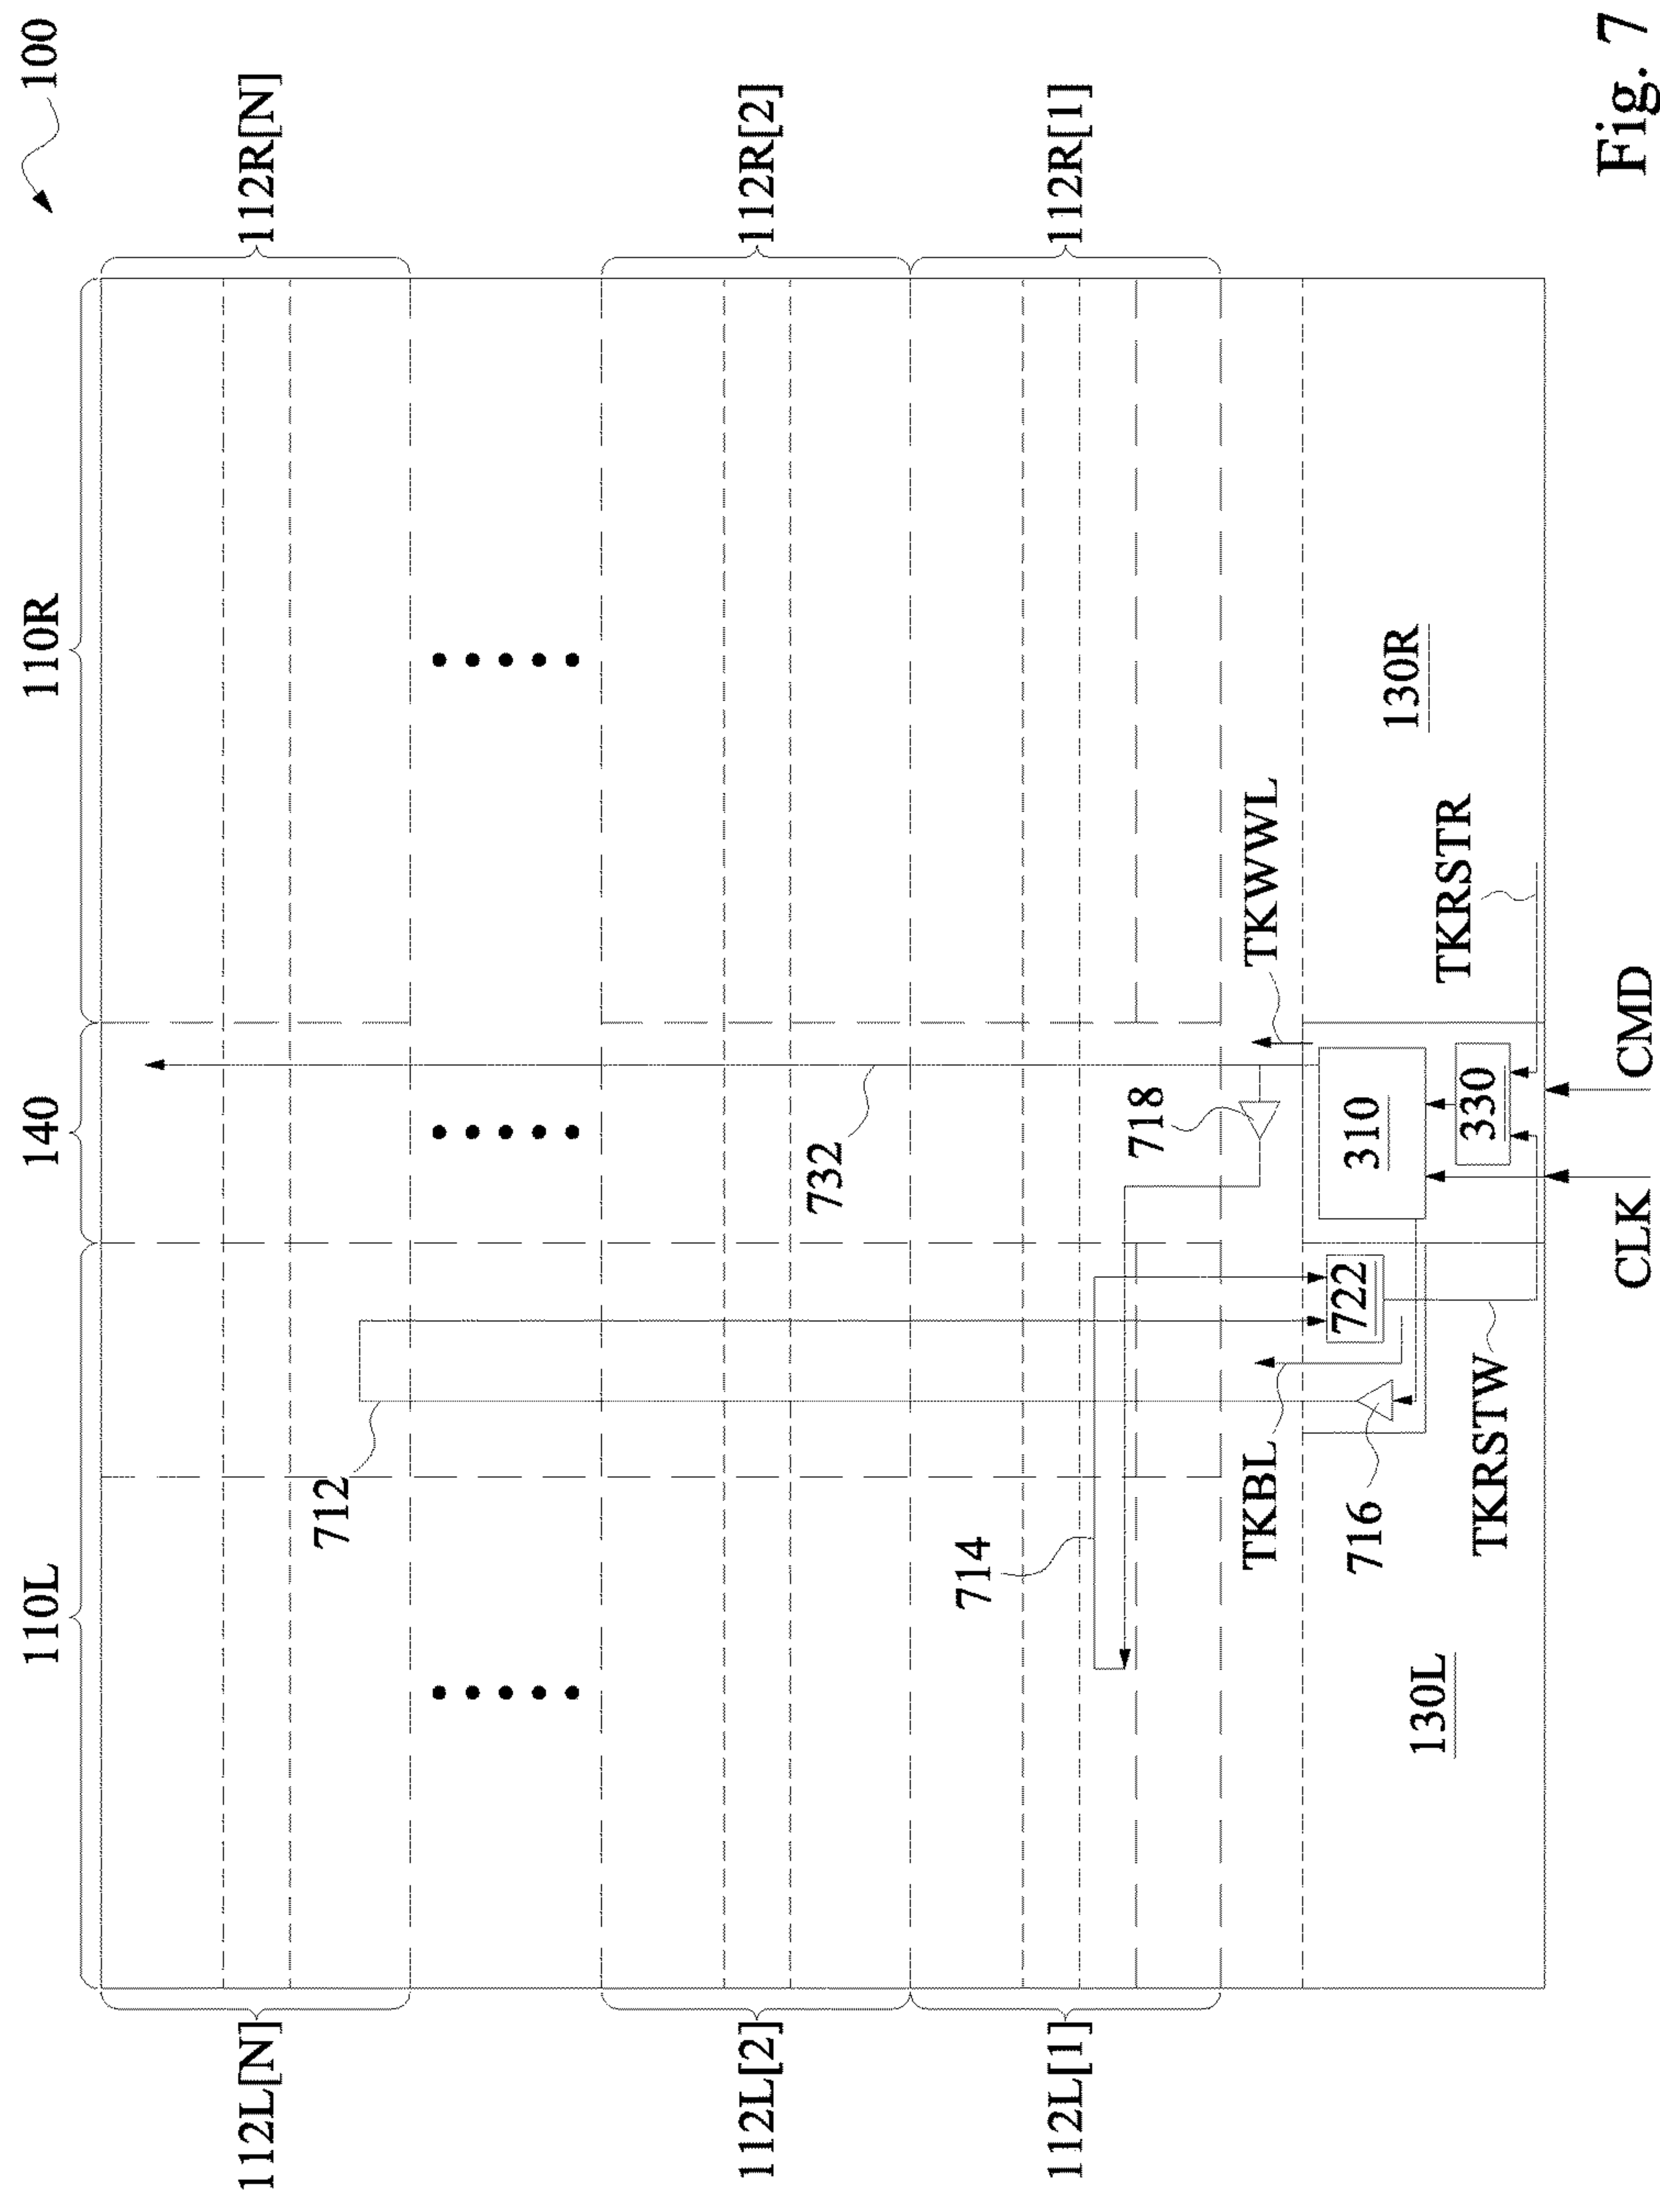 100
110L
140
110R
112L[N]
112R[N]
712
112L[2]
112R[2]
732
714
112L[1]
112R[1]
718
TKBL
TKWWL
716
722
310
130L
130R
TKRSTW
330
TKRSTR
CLK
CMD
Fig. 7